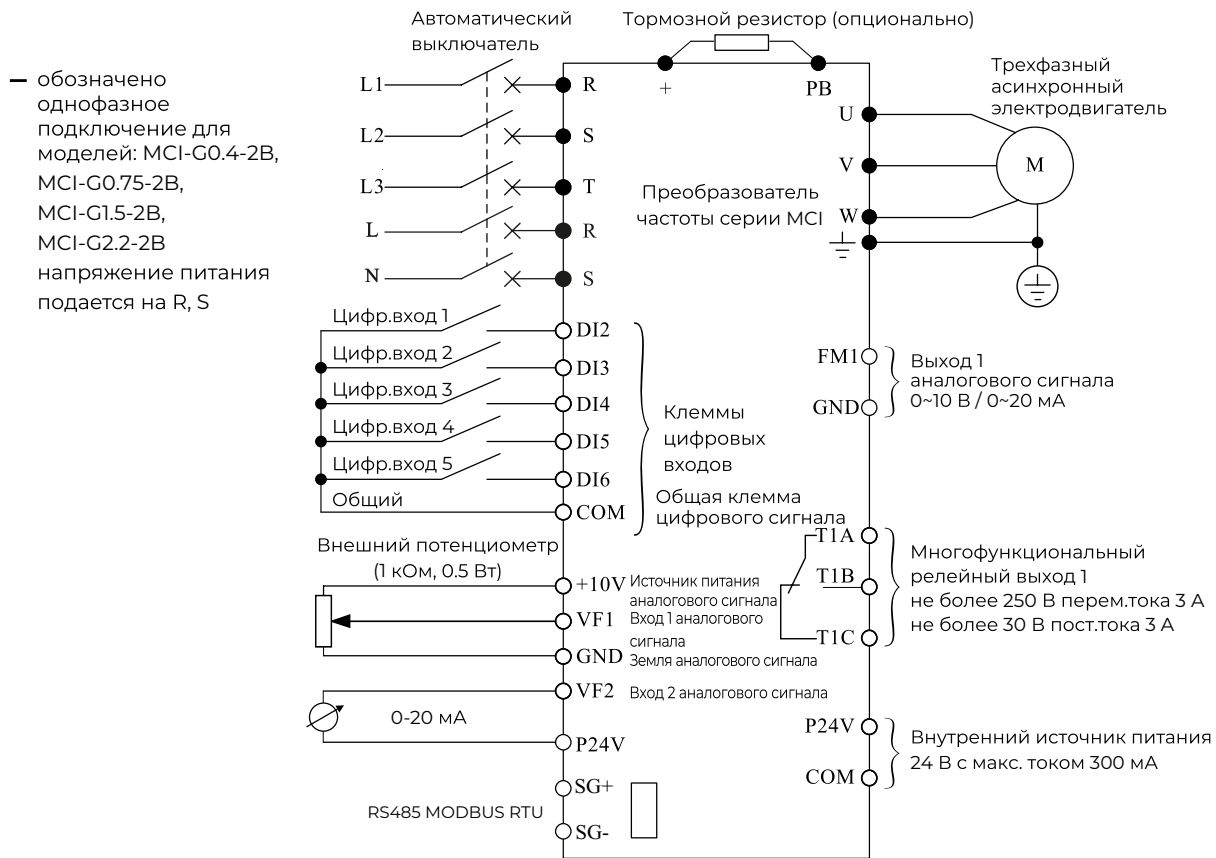 Автоматический
выключатель
Тормозной резистор (опционально)
— обозначено
однофазное
подключение для
моделей: MCI-G0.4-2B,
MCI-G0.75-2B,
MCI-G1.5-2B,
MCI-G2.2-2B
напряжение питания
подается на R, S
L1
R
L2
S
L3
T
L
R
N
S
+
PB
Трехфазный
асинхронный
электродвигатель
U
V
W
M
Преобразователь
частоты серии MCI
Цифр.вход 1
DI2
Цифр.вход 2
DI3
Цифр.вход 3
DI4
Цифр.вход 4
DI5
Цифр.вход 5
DI6
Общий
COM
Клеммы
цифровых
входов
Общая клемма
цифрового сигнала
FM1
GND
Выход 1
аналогового сигнала
0~10 В / 0~20 мА
Внешний потенциометр
(1 кОм, 0.5 Вт)
+10V
Источник питания
аналогового сигнала
VF1
Вход 1 аналогового
сигнала
GND
Земля аналогового сигнала
VF2
Вход 2 аналогового сигнала
0-20 мА
P24V
T1A
T1B
T1C
Многофункциональный
релейный выход 1
не более 250 В перем.тока 3 А
не более 30 В пост.тока 3 А
P24V
COM
Внутренний источник питания
24 В с макс. током 300 мА
RS485 MODBUS RTU
SG+
SG-